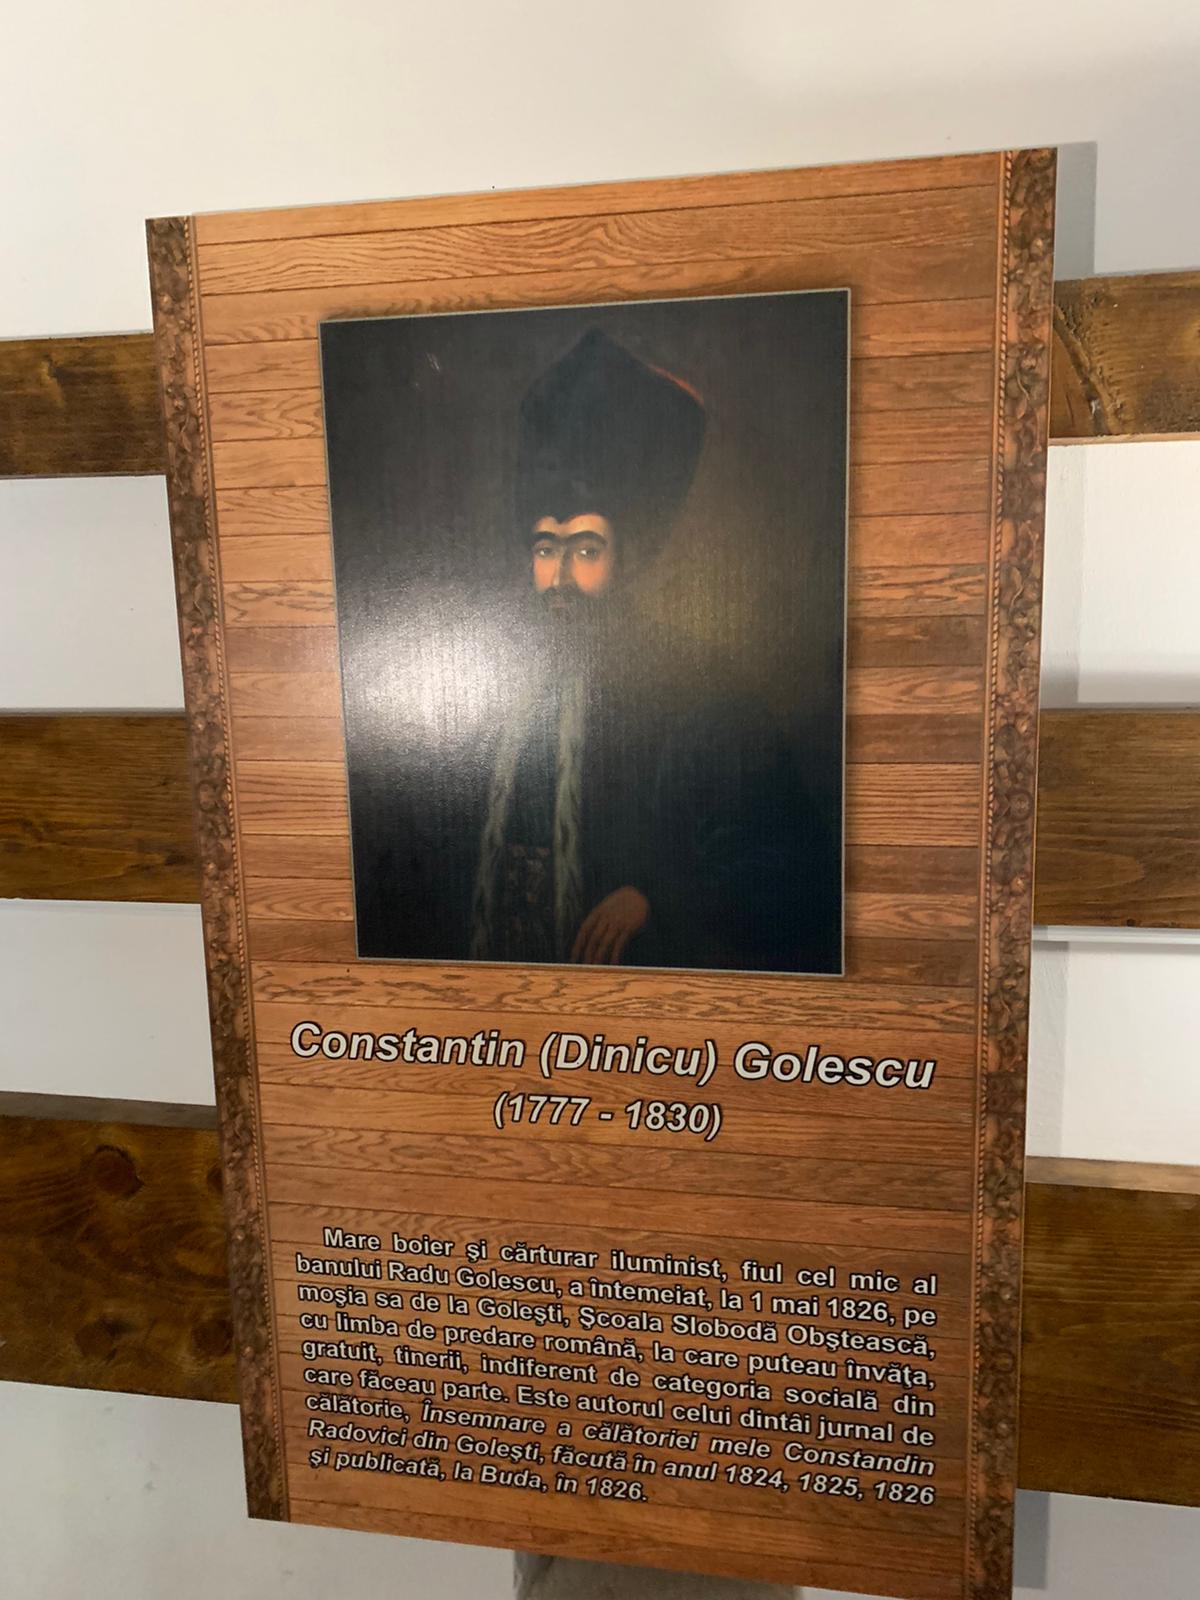 Constantin (Dinicu) Golescu
(1777 - 1830)
Mare boier şi cărturar iluminist, fiul cel mic al
banului Radu Golescu, a întemeiat, la 1 mai 1826, pe
moşia sa de la Goleşti, Şcoala Slobodă Obştească,
cu limba de predare română, la care puteau învăţa,
gratuit, tinerii, indiferent de categoria socială din
care făceau parte. Este autorul celui dintâi jurnal de
călătorie, Însemnare a călătoriei mele Constandin
Radovici din Goleşti, făcută în anul 1824, 1825, 1826
şi publicată, la Buda, în 1826.